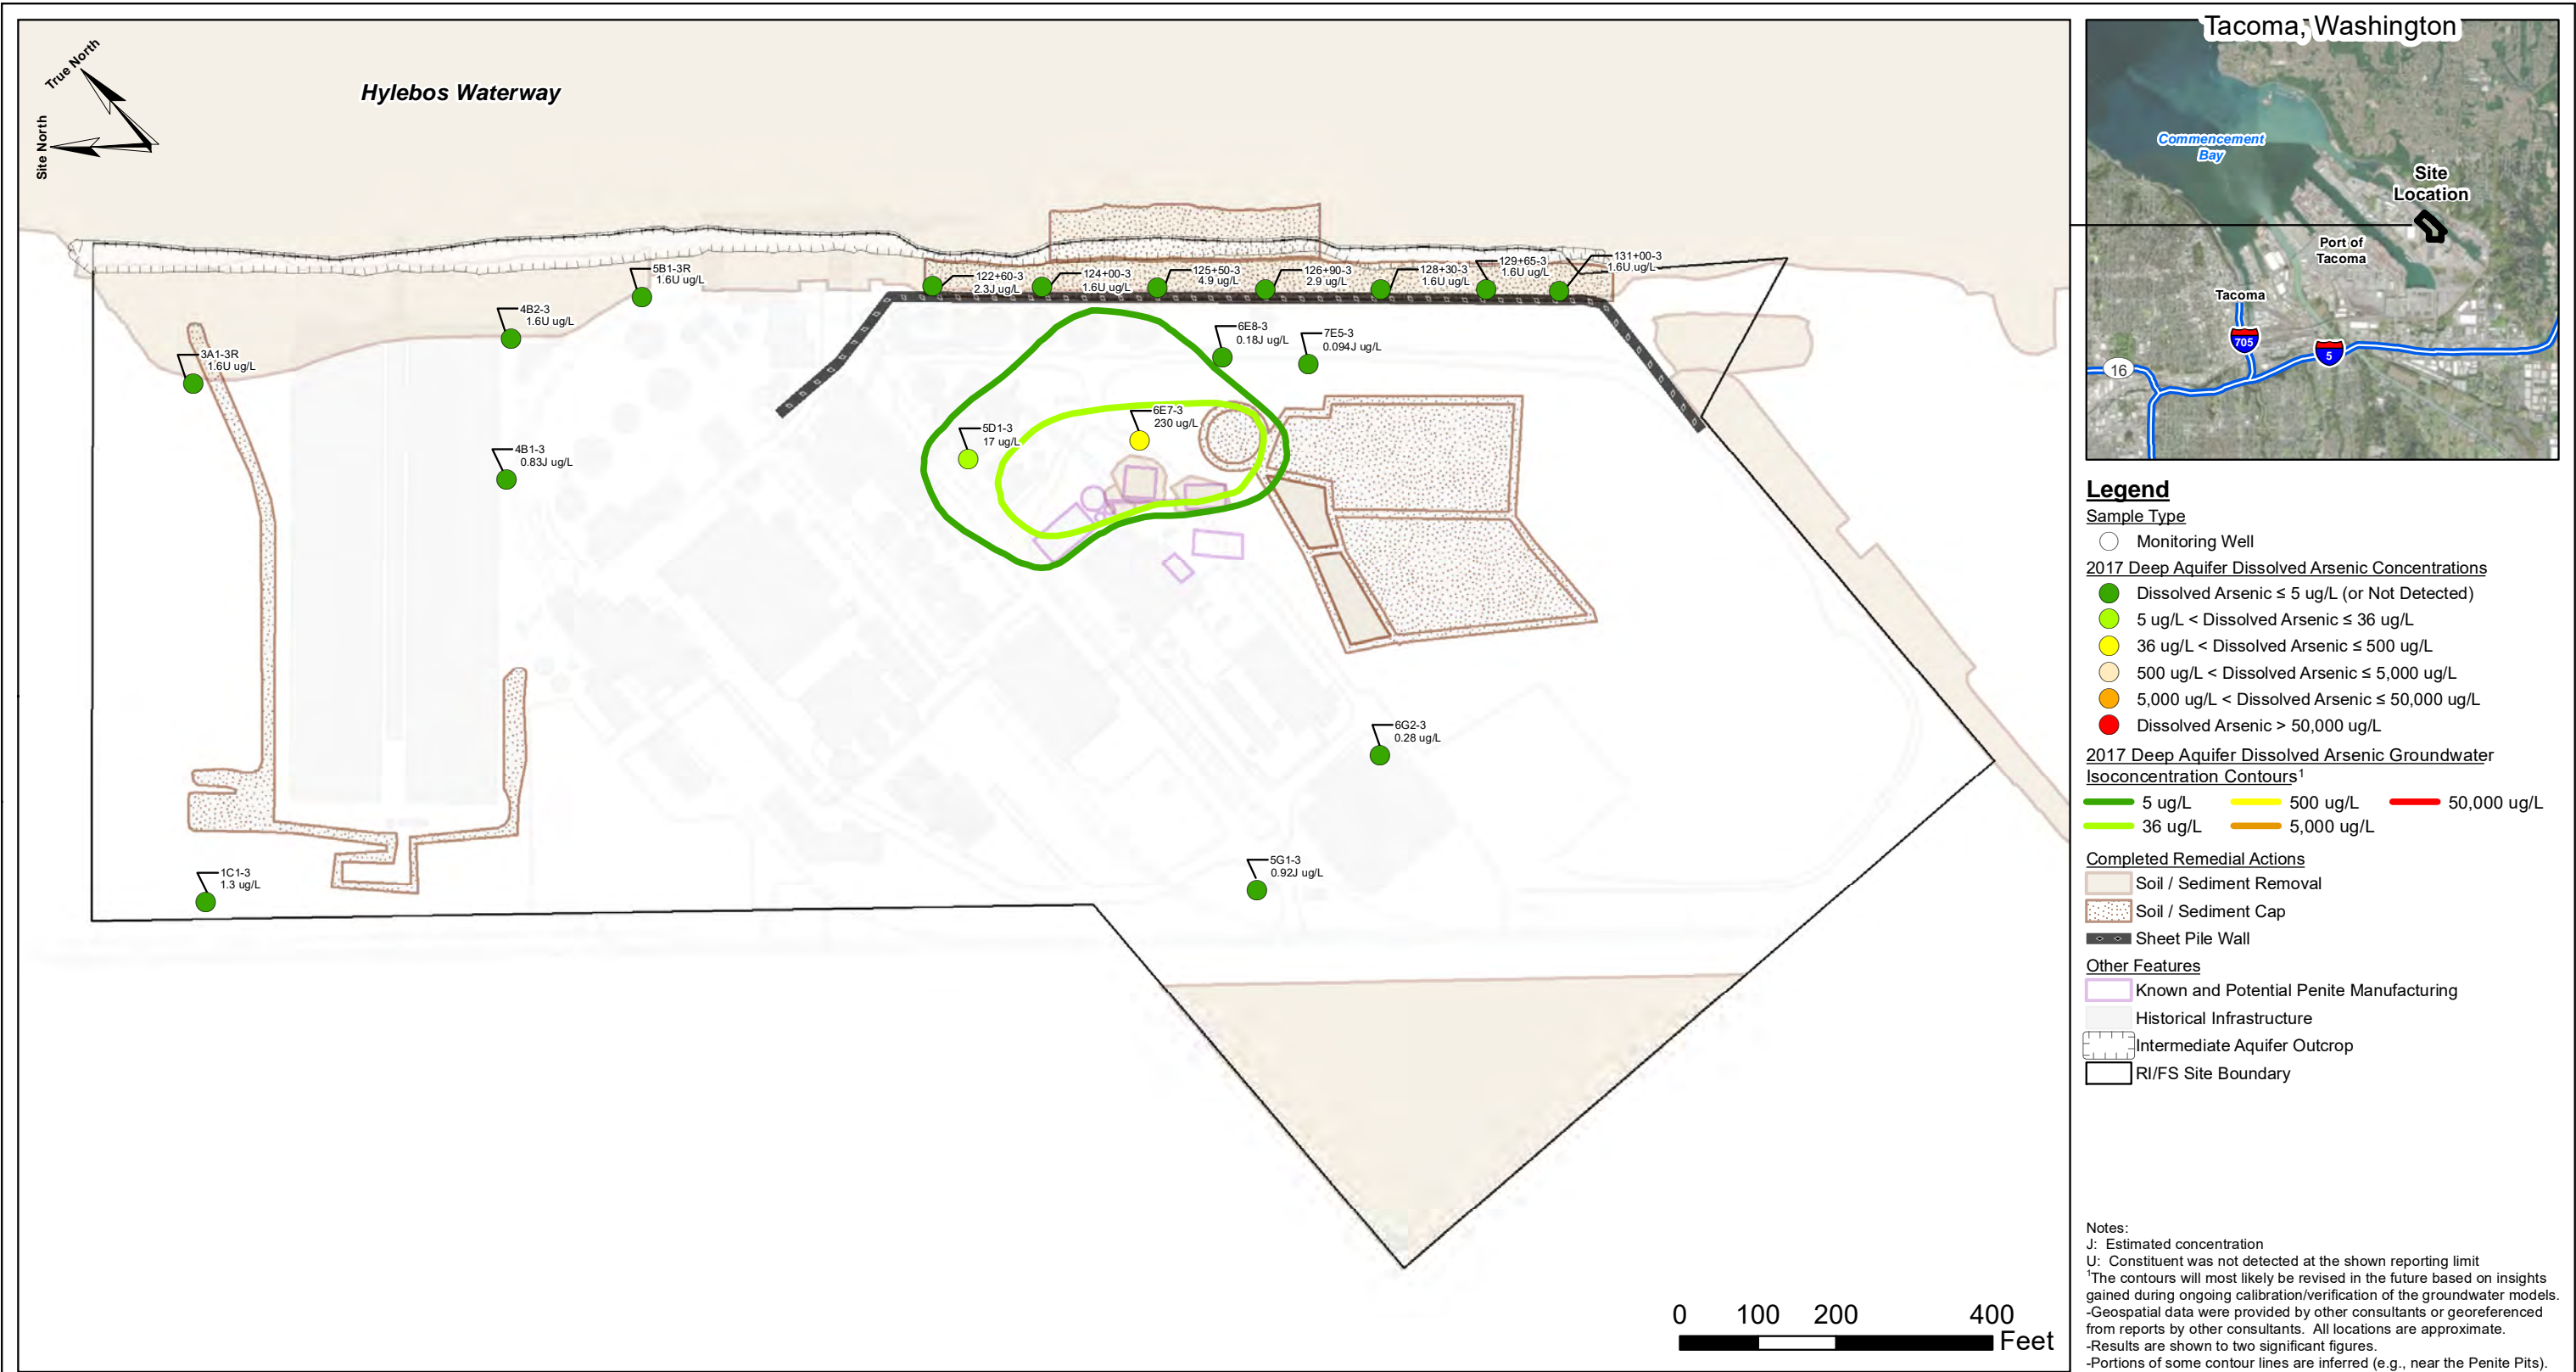 True North
Site North
Hylebos Waterway
5B1-3R
1.6U ug/L
4B2-3
1.6U ug/L
3A1-3R
1.6U ug/L
4B1-3
0.83J ug/L
1C1-3
1.3 ug/L
122+60-3
2.3J ug/L
124+00-3
1.6U ug/L
125+50-3
4.9 ug/L
126+90-3
2.9 ug/L
128+30-3
1.6U ug/L
129+65-3
1.6U ug/L
131+00-3
1.6U ug/L
6E8-3
0.18J ug/L
7E5-3
0.094J ug/L
6E7-3
230 ug/L
5D1-3
17 ug/L
6G2-3
0.28 ug/L
5G1-3
0.92J ug/L
0 100 200 400
Feet
Tacoma, Washington
Commencement
Bay
Site
Location
Port of
Tacoma
Tacoma
705
5
16
Legend
Sample Type
Monitoring Well
2017 Deep Aquifer Dissolved Arsenic Concentrations
Dissolved Arsenic ≤ 5 ug/L (or Not Detected)
5 ug/L < Dissolved Arsenic ≤ 36 ug/L
36 ug/L < Dissolved Arsenic ≤ 500 ug/L
500 ug/L < Dissolved Arsenic ≤ 5,000 ug/L
5,000 ug/L < Dissolved Arsenic ≤ 50,000 ug/L
Dissolved Arsenic > 50,000 ug/L
2017 Deep Aquifer Dissolved Arsenic Groundwater
Isoconcentration Contours¹
5 ug/L 500 ug/L 50,000 ug/L
36 ug/L 5,000 ug/L
Completed Remedial Actions
Soil / Sediment Removal
Soil / Sediment Cap
Sheet Pile Wall
Other Features
Known and Potential Penite Manufacturing
Historical Infrastructure
Intermediate Aquifer Outcrop
RI/FS Site Boundary
Notes:
J: Estimated concentration
U: Constituent was not detected at the shown reporting limit
¹The contours will most likely be revised in the future based on insights
gained during ongoing calibration/verification of the groundwater models.
-Geospatial data were provided by other consultants or georeferenced
from reports by other consultants. All locations are approximate.
-Results are shown to two significant figures.
-Portions of some contour lines are inferred (e.g., near the Penite Pits).